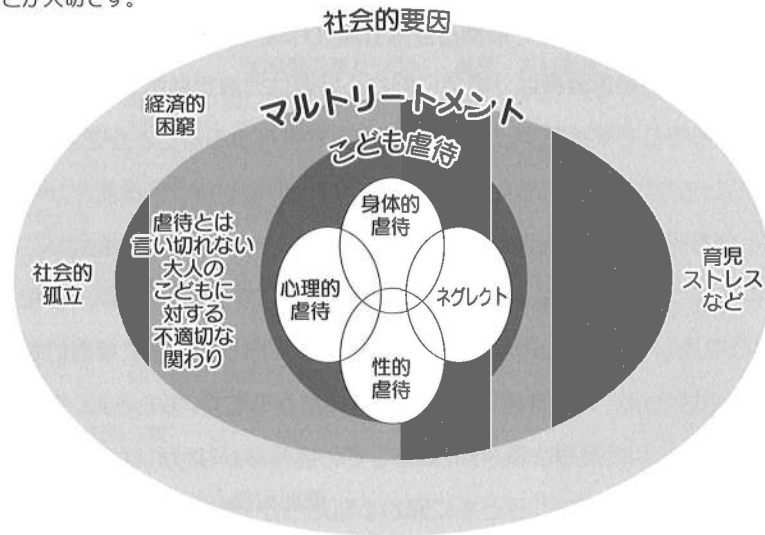 とが大切です。
社会的要因
経済的
困窮
マルトリートメント
こども虐待
身体的
虐待
虐待とは
言い切れない
大人の
こどもに
対する
不適切な
関わり
社会的
孤立
心理的
虐待
ネグレクト
育児
ストレス
など
性的
虐待